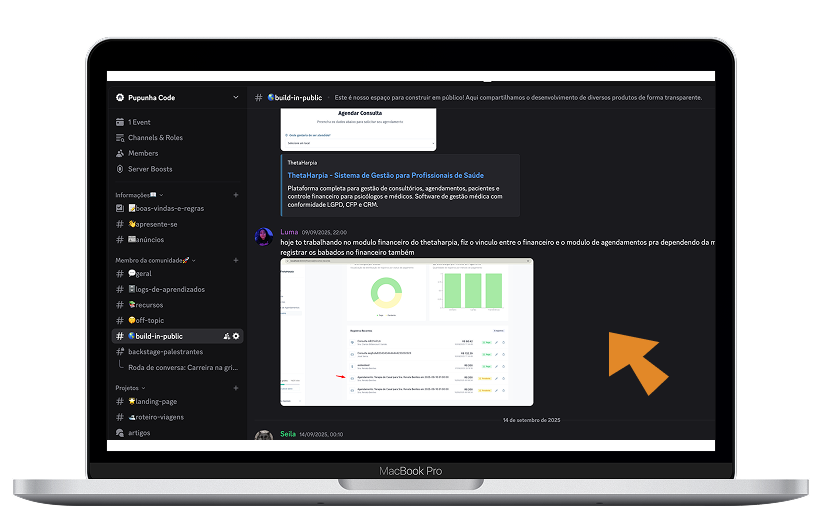 Pupunha Code
# build-in-public
Este é nosso espaço para construir em público! Aqui compartilhamos o desenvolvimento de diversos produtos de forma transparente.
1 Event
Channels & Roles
Members
Server Boosts
Informações
boas-vindas-e-regras
# apresente-se
# anúncios
Membro da comunidade
# geral
# logs-de-aprendizados
# recursos
# off-topic
# build-in-public
# backstage-palestrantes
Roda de conversa: Carreira na gri...
Projetos
# landing-page
# roteiro-viagens
artigos
Agendar Consulta
ThetaHarpia
ThetaHarpia - Sistema de Gestão para Profissionais de Saúde
Plataforma completa para gestão de consultórios, agendamentos, pacientes e
controle financeiro para psicólogos e médicos. Software de gestão médica com
conformidade LGPD, CFP e CRM.
Luma 09/09/2025, 22:00
hoje to trabalhando no modulo financeiro do thetaharpia, fiz o vinculo entre o financeiro e o modulo de agendamentos pra dependendo da m
registrar os babados no financeiro também
14 de setembro de 2025
Seila 14/09/2025, 00:10
MacBook Pro